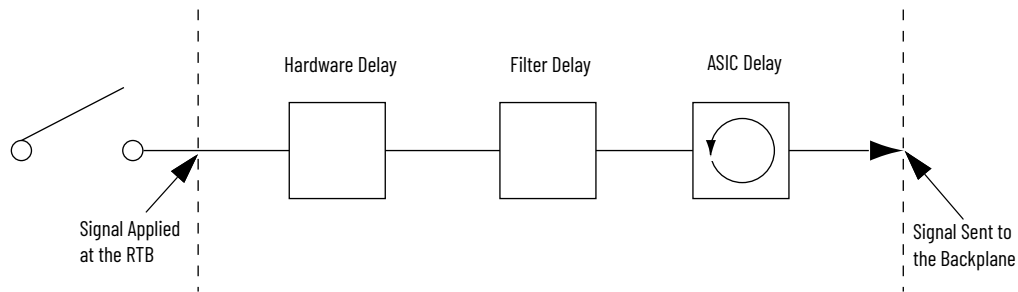 Hardware Delay
Filter Delay
ASIC Delay
Signal Applied
at the RTB
Signal Sent to
the Backplane